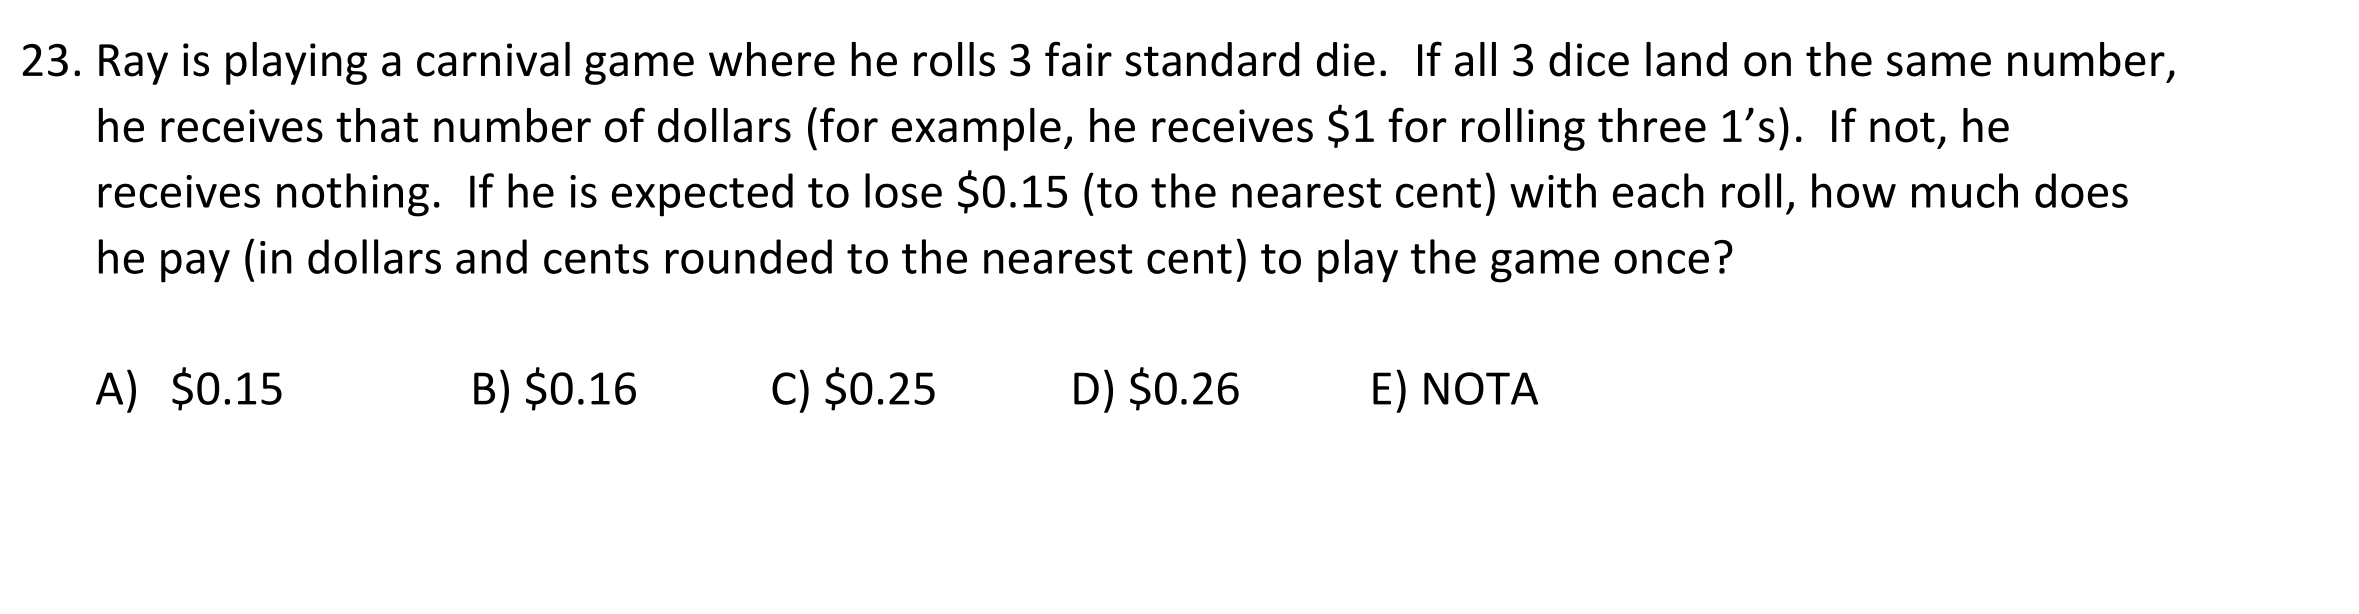 23. Ray is playing a carnival game where he rolls 3 fair standard die.  If all 3 dice land on the same number,
he receives that number of dollars (for example, he receives $1 for rolling three 1’s).  If not, he
receives nothing.  If he is expected to lose $0.15 (to the nearest cent) with each roll, how much does
he pay (in dollars and cents rounded to the nearest cent) to play the game once?
A) $0.15 B) $0.16 C) $0.25 D) $0.26 E) NOTA